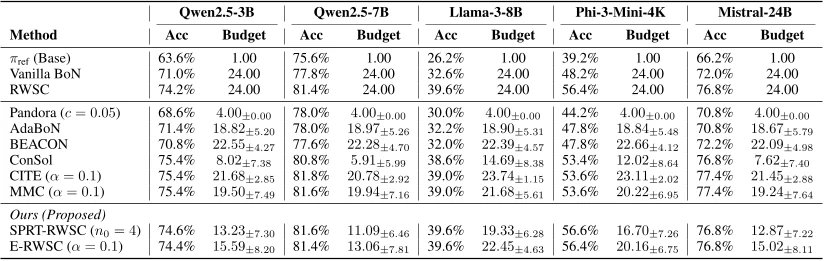 Qwen2.5-3B Qwen2.5-7B Llama-3-8B Phi-3-Mini-4K Mistral-24B
Method Acc Budget Acc Budget Acc Budget Acc Budget Acc Budget
π_ref (Base) 63.6% 1.00 75.6% 1.00 26.2% 1.00 39.2% 1.00 66.2% 1.00
Vanilla BoN 71.0% 24.00 77.8% 24.00 32.6% 24.00 48.2% 24.00 72.0% 24.00
RWSC 74.2% 24.00 81.4% 24.00 39.6% 24.00 56.4% 24.00 76.8% 24.00
Pandora (c = 0.05) 68.6% 4.00±0.00 78.0% 4.00±0.00 30.0% 4.00±0.00 44.2% 4.00±0.00 70.8% 4.00±0.00
AdaBoN 71.4% 18.82±5.20 78.0% 18.97±5.26 32.2% 18.90±5.31 47.8% 18.84±5.48 70.8% 18.67±5.79
BEACON 70.8% 22.55±4.27 77.6% 22.28±4.70 32.0% 22.39±4.57 47.8% 22.66±4.12 72.2% 22.09±4.98
ConSol 75.4% 8.02±7.38 80.8% 5.91±5.99 38.6% 14.69±8.38 53.4% 12.02±8.64 76.8% 7.62±7.40
CITE (α = 0.1) 75.4% 21.68±2.85 81.8% 20.78±2.92 39.0% 23.74±1.15 53.6% 23.11±2.02 77.4% 21.45±2.88
MMC (α = 0.1) 75.4% 19.50±7.49 81.6% 19.94±7.16 39.0% 21.68±5.61 53.6% 20.22±6.95 77.4% 19.24±7.64
Ours (Proposed)
SPRT-RWSC (n₀ = 4) 74.6% 13.23±7.30 81.6% 11.09±6.46 39.6% 19.33±6.28 56.6% 16.70±7.26 76.8% 12.87±7.22
E-RWSC (α = 0.1) 74.4% 15.59±8.20 81.4% 13.06±7.81 39.6% 22.45±4.63 56.4% 20.16±6.75 76.8% 15.02±8.11